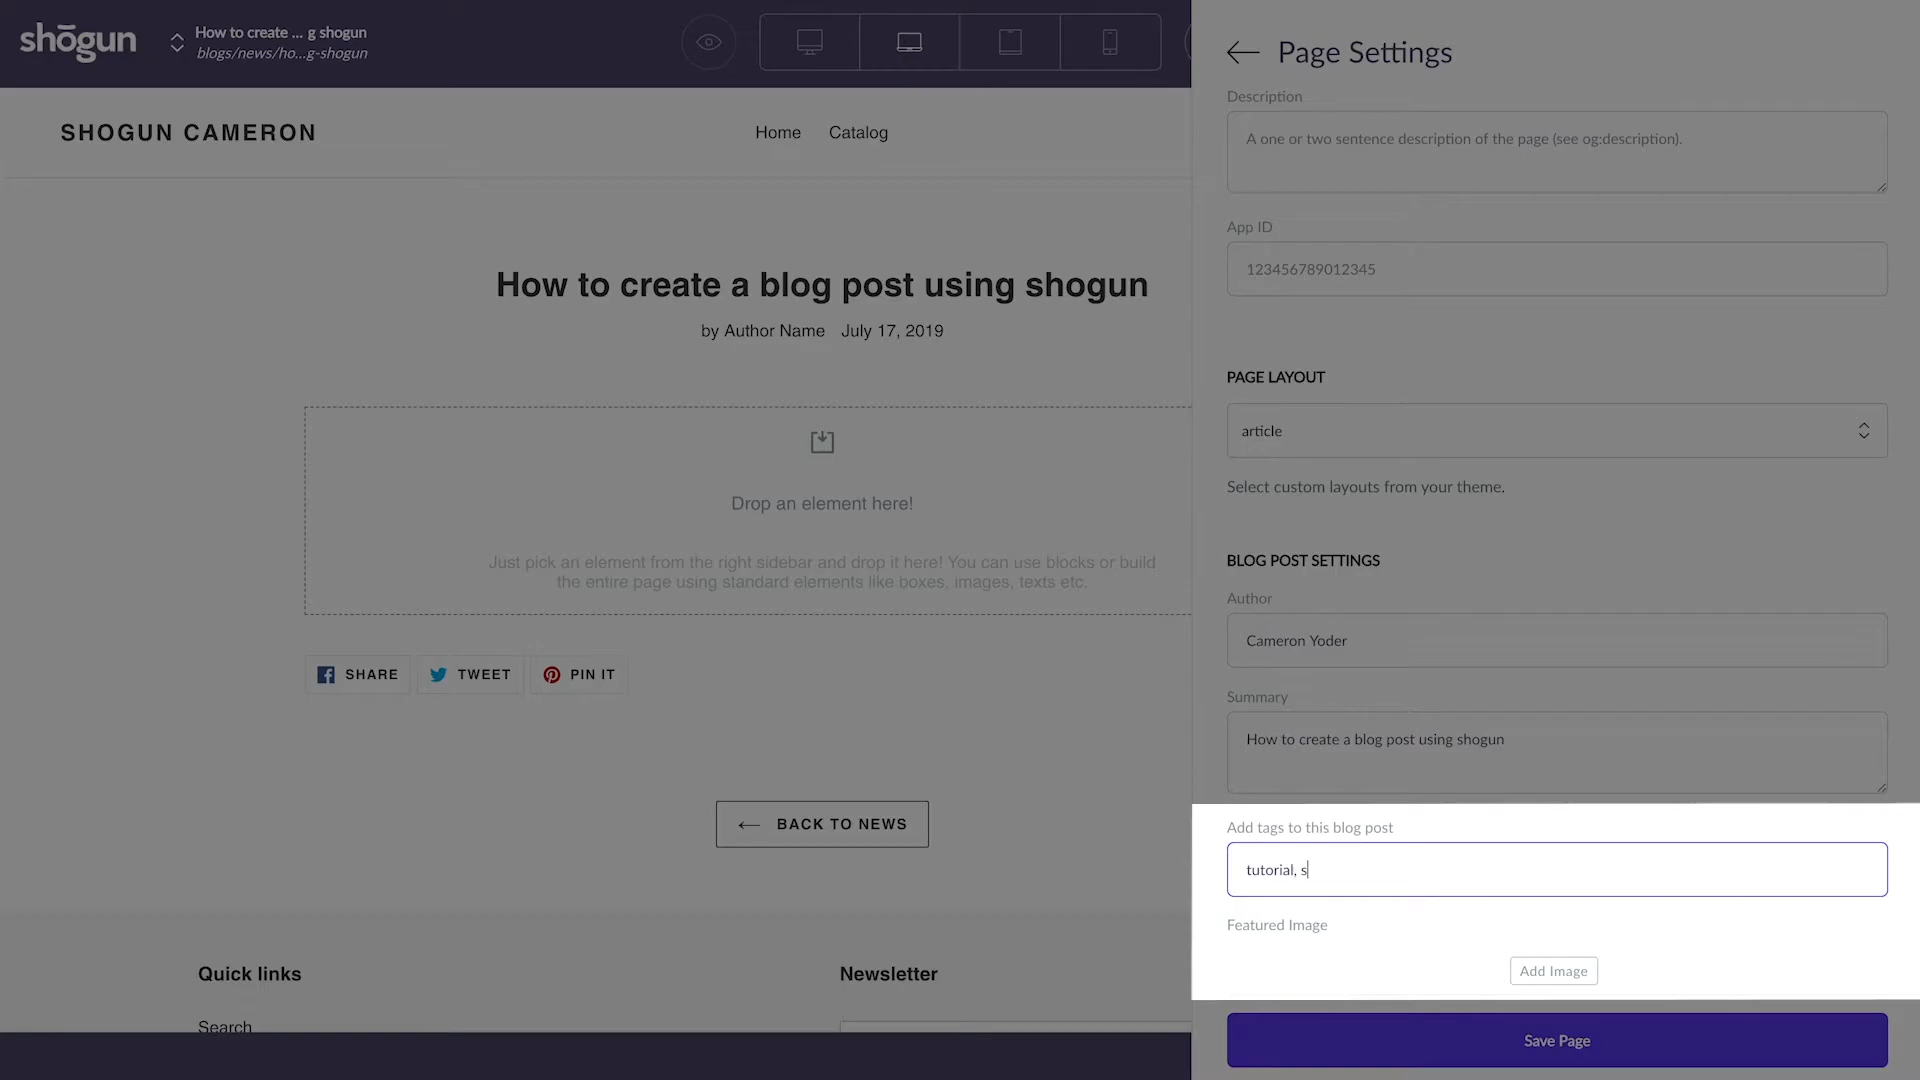 shōgun
How to create ... g shogun
blogs/news/ho...g-shogun
SHOGUN CAMERON
Home
Catalog
How to create a blog post using shogun
by Author Name July 17, 2019
Drop an element here!
Just pick an element from the right sidebar and drop it here! You can use blocks or build
the entire page using standard elements like boxes, images, texts etc.
SHARE
TWEET
PIN IT
BACK TO NEWS
Quick links
Newsletter
Search
Page Settings
Description
A one or two sentence description of the page (see og:description).
App ID
123456789012345
PAGE LAYOUT
article
Select custom layouts from your theme.
BLOG POST SETTINGS
Author
Cameron Yoder
Summary
How to create a blog post using shogun
Add tags to this blog post
tutorial, s
Featured Image
Add Image
Save Page